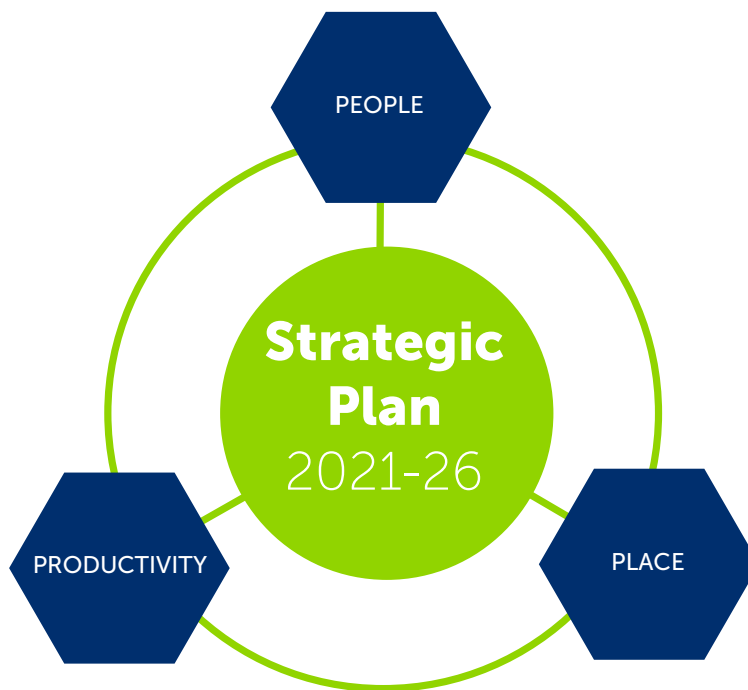 PEOPLE
Strategic
Plan
2021-26
PRODUCTIVITY
PLACE